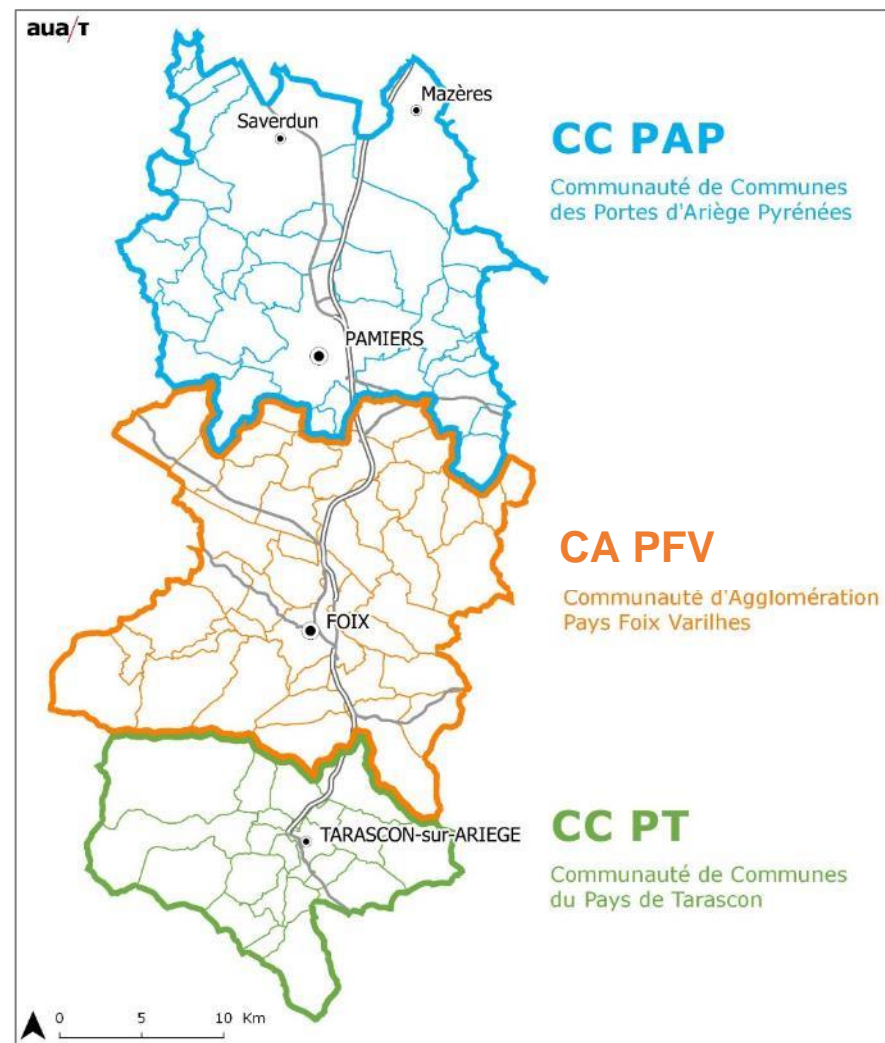 aua/T
Mazères
Saverdun
CC PAP
Communauté de Communes
des Portes d'Ariège Pyrénées
PAMIERS
CA PFV
Communauté d'Agglomération
Pays Foix Varilhes
FOIX
CC PT
TARASCON-sur-ARIEGE
Communauté de Communes
du Pays de Tarascon
0 5 10 Km